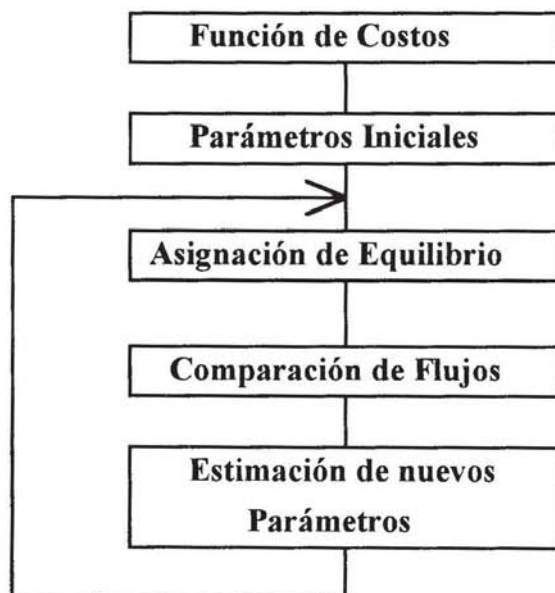 Función de Costos
Parámetros Iniciales
Asignación de Equilibrio
Comparación de Flujos
Estimación de nuevos
Parámetros